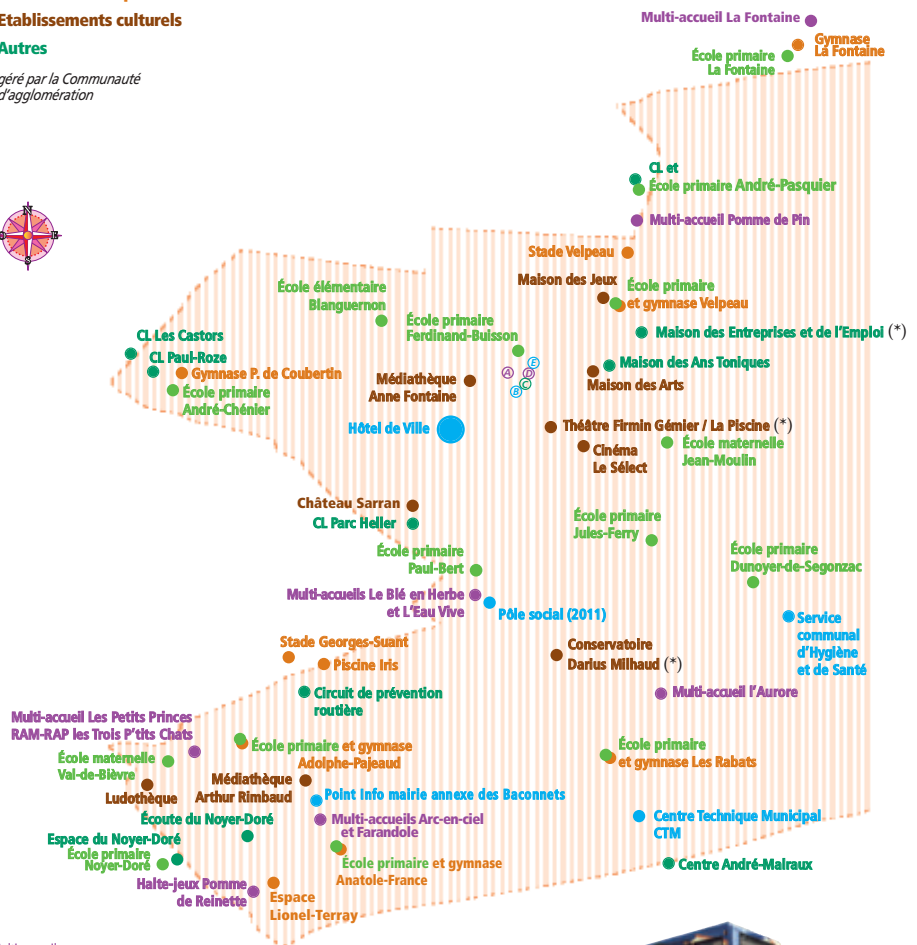 Etablissements culturels
Autres
géré par la Communauté
d'agglomération
Multi-accueil La Fontaine
Gymnase
La Fontaine
École primaire
La Fontaine
CL et
École primaire André-Pasquier
Multi-accueil Pomme de Pin
N
E
S
Stade Velpeau
Maison des Jeux
École primaire
et gymnase Velpeau
École élémentaire
Blanguernon
École primaire
Ferdinand-Buisson
Maison des Entreprises et de l'Emploi (*)
CL Les Castors
CL Paul-Roze
Gymnase P. de Coubertin
École primaire
André-Chénier
E
A
D
C
B
Maison des Ans Toniques
Maison des Arts
Médiathèque
Anne Fontaine
Hôtel de Ville
Théâtre Firmin Gémier / La Piscine (*)
Cinéma
Le Sélect
École maternelle
Jean-Moulin
Château Sarran
CL Parc Heller
École primaire
Jules-Ferry
École primaire
Paul-Bert
École primaire
Dunoyer-de-Segonzac
Multi-accueils Le Blé en Herbe
et L'Eau Vive
Pôle social (2011)
Service
communal
d'Hygiène
et de Santé
Stade Georges-Suant
Piscine Iris
Conservatoire
Darius Milhaud (*)
Circuit de prévention
routière
Multi-accueil l'Aurore
Multi-accueil Les Petits Princes
RAM-RAP les Trois P'tits Chats
École maternelle
Val-de-Bièvre
École primaire et gymnase
Adolphe-Pajeaud
École primaire
et gymnase Les Rabats
Ludothèque
Médiathèque
Arthur Rimbaud
Point Info mairie annexe des Baconnets
Écoute du Noyer-Doré
Multi-accueils Arc-en-ciel
et Farandole
Centre Technique Municipal
CTM
Espace du Noyer-Doré
École primaire
Noyer-Doré
École primaire et gymnase
Anatole-France
Centre André-Malraux
Halte-jeux Pomme
de Reinette
Espace
Lionel-Terray